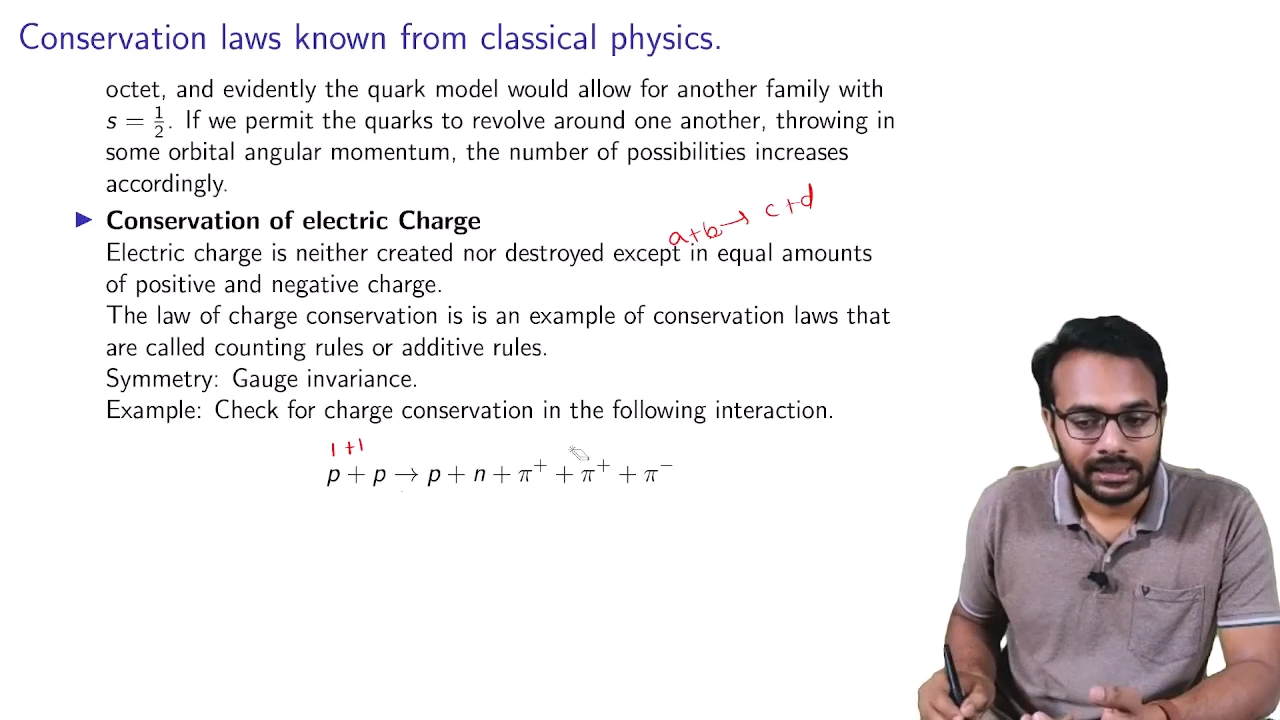 Conservation laws known from classical physics.
octet, and evidently the quark model would allow for another family with
s = 1/2. If we permit the quarks to revolve around one another, throwing in
some orbital angular momentum, the number of possibilities increases
accordingly.
▶ Conservation of electric Charge
a+b → c+d
Electric charge is neither created nor destroyed except in equal amounts
of positive and negative charge.
The law of charge conservation is is an example of conservation laws that
are called counting rules or additive rules.
Symmetry: Gauge invariance.
Example: Check for charge conservation in the following interaction.
1+1
p + p → p + n + π⁺ + π⁺ + π⁻